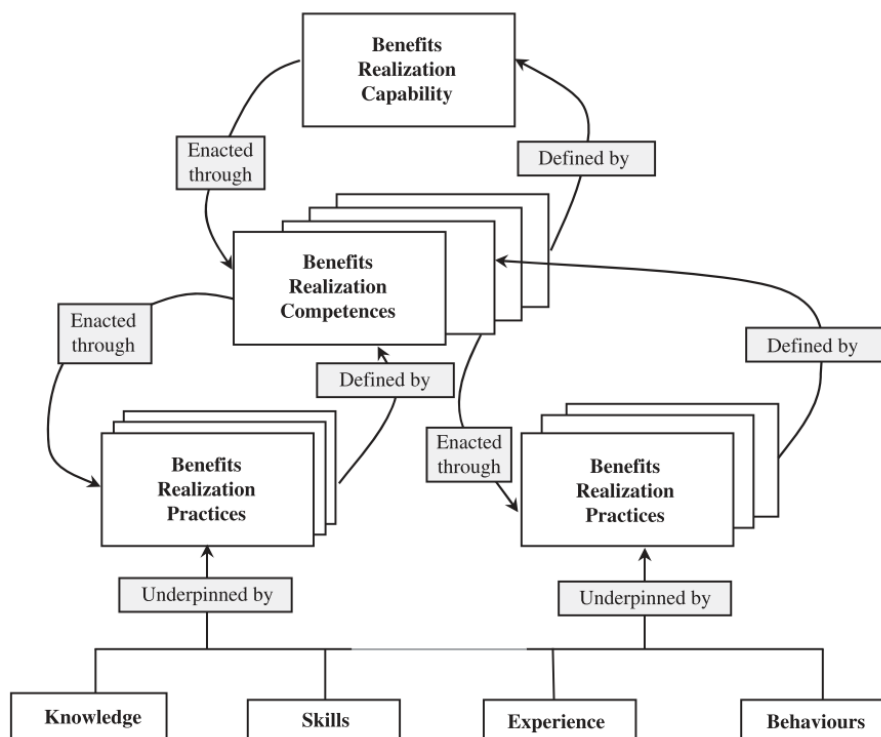 Benefits
Realization
Capability
Enacted
through
Defined by
Benefits
Realization
Competences
Enacted
through
Defined by
Defined by
Enacted
through
Benefits
Realization
Practices
Benefits
Realization
Practices
Underpinned by
Underpinned by
Knowledge
Skills
Experience
Behaviours